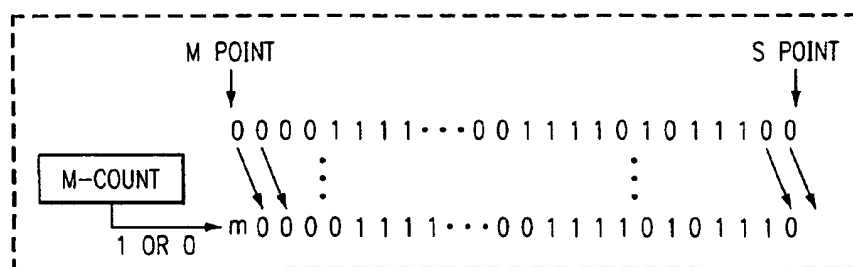 M POINT S POINT
0 0 0 0 1 1 1 1 ••• 0 0 1 1 1 1 0 1 0 1 1 1 0 0
M-COUNT
1 OR 0
m 0 0 0 0 1 1 1 1 ••• 0 0 1 1 1 1 0 1 0 1 1 1 0